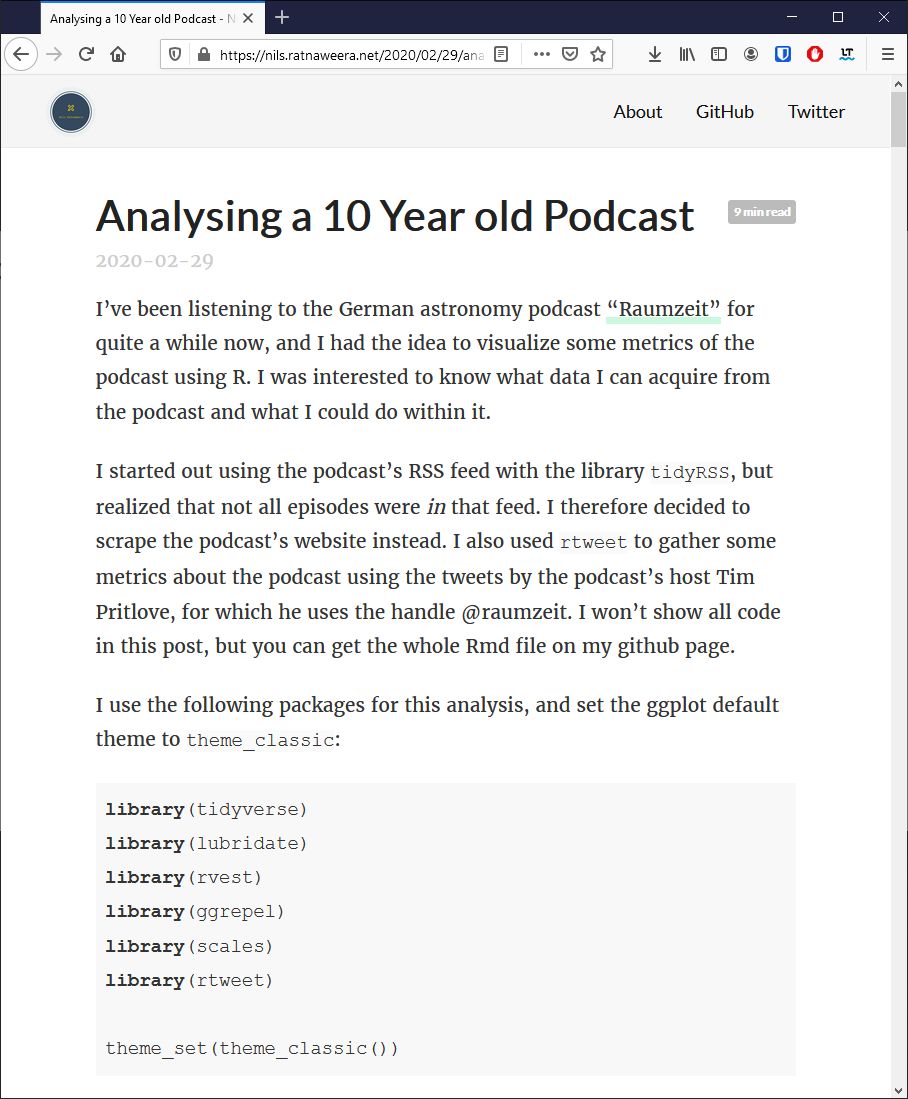 Analysing a 10 Year old Podcast - N
https://nils.ratnaweera.net/2020/02/29/ana
LT
About GitHub Twitter
Analysing a 10 Year old Podcast 9 min read
2020-02-29
I’ve been listening to the German astronomy podcast “Raumzeit” for
quite a while now, and I had the idea to visualize some metrics of the
podcast using R. I was interested to know what data I can acquire from
the podcast and what I could do within it.
I started out using the podcast’s RSS feed with the library tidyRSS, but
realized that not all episodes were in that feed. I therefore decided to
scrape the podcast’s website instead. I also used rtweet to gather some
metrics about the podcast using the tweets by the podcast’s host Tim
Pritlove, for which he uses the handle @raumzeit. I won’t show all code
in this post, but you can get the whole Rmd file on my github page.
I use the following packages for this analysis, and set the ggplot default
theme to theme_classic:
library(tidyverse)
library(lubridate)
library(rvest)
library(ggrepel)
library(scales)
library(rtweet)
theme_set(theme_classic())